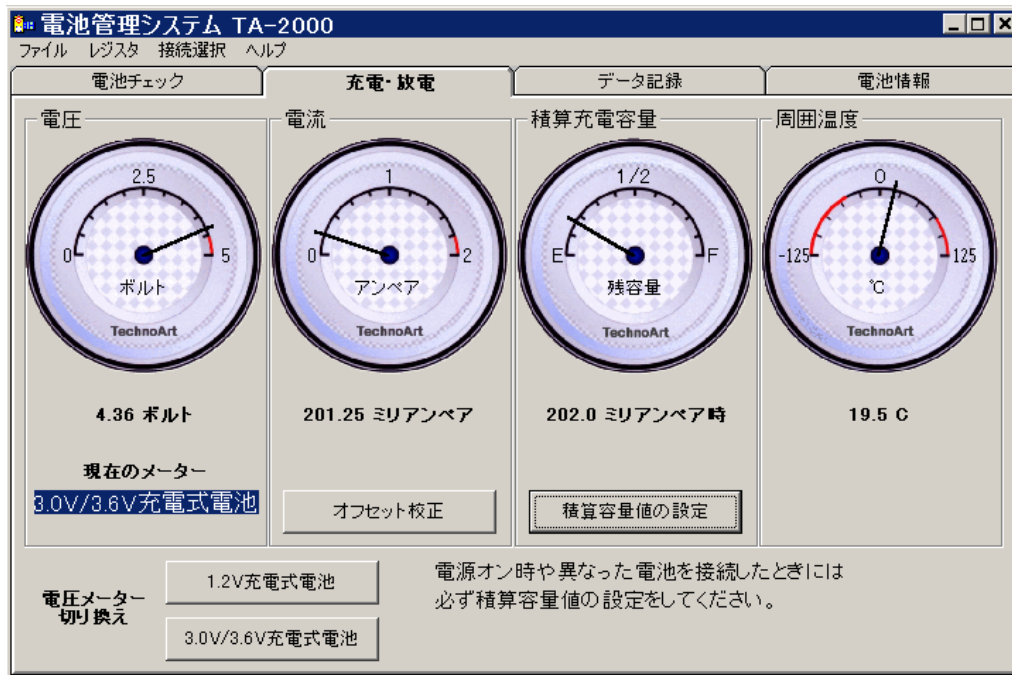 電池管理システム TA-2000
ファイル レジスタ 接続選択 ヘルプ
電池チェック 充電・放電 データ記録 電池情報
電圧 電流 積算充電容量 周囲温度
2.5 1 1/2 0
0 5 0 2 E F -125 125
ボルト アンペア 残容量 ℃
TechnoArt TechnoArt TechnoArt TechnoArt
4.36 ボルト 201.25 ミリアンペア 202.0 ミリアンペア時 19.5 C
現在のメーター
3.0V/3.6V充電式電池
オフセット校正 積算容量値の設定
電圧メーター
切り換え
1.2V充電式電池
3.0V/3.6V充電式電池
電源オン時や異なった電池を接続したときには
必ず積算容量値の設定をしてください。